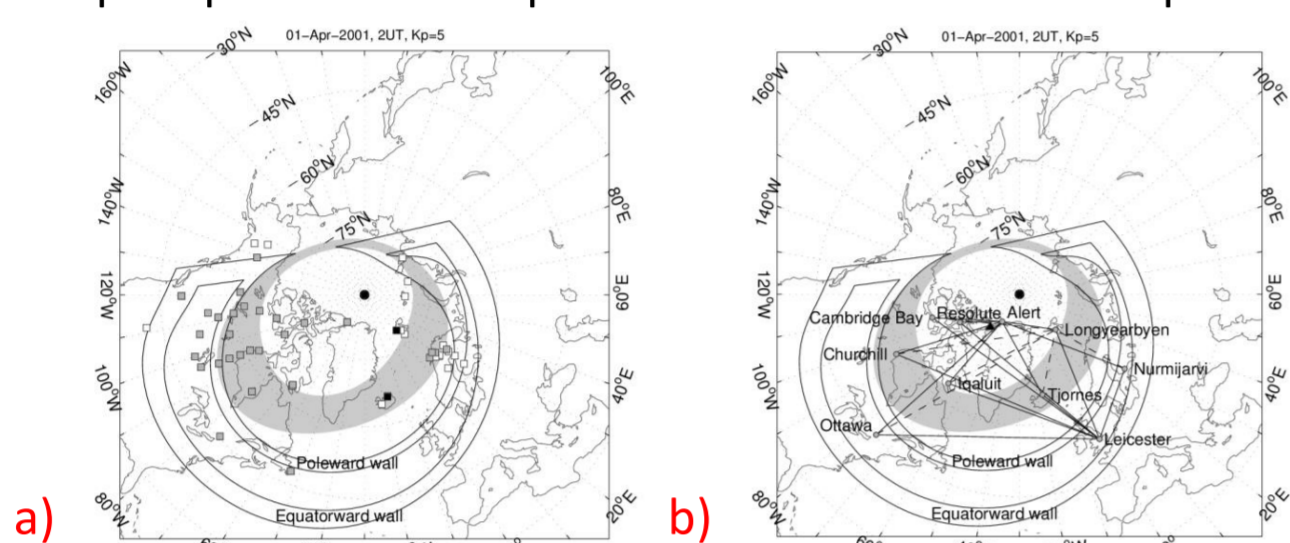 01-Apr-2001, 2UT, Kp=5
30°N
45°N
60°N
75°N
160°W
140°W
120°W
100°W
80°W
100°E
80°E
60°E
40°E
20°E
Poleward wall
Equatorward wall
a)
01-Apr-2001, 2UT, Kp=5
30°N
45°N
60°N
75°N
160°W
140°W
120°W
100°W
80°W
100°E
80°E
60°E
40°E
20°E
Cambridge Bay
Resolute Alert
Longyearbyen
Churchill
Nurmijarvi
Iqaluit
Tjornes
Ottawa
Leicester
Poleward wall
Equatorward wall
b)